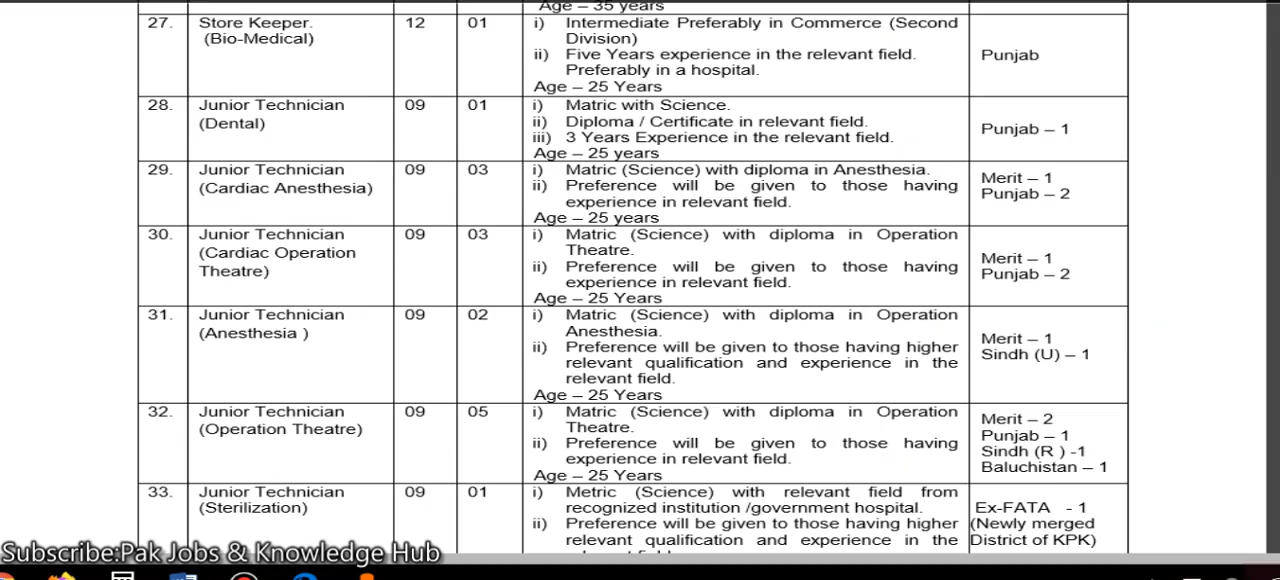 Age – 35 years
27. Store Keeper. 12 01 i) Intermediate Preferably in Commerce (Second
(Bio-Medical) Division)
ii) Five Years experience in the relevant field. Punjab
Preferably in a hospital.
Age – 25 Years
28. Junior Technician 09 01 i) Matric with Science.
(Dental) ii) Diploma / Certificate in relevant field. Punjab – 1
iii) 3 Years Experience in the relevant field.
Age – 25 years
29. Junior Technician 09 03 i) Matric (Science) with diploma in Anesthesia. Merit – 1
(Cardiac Anesthesia) ii) Preference will be given to those having Punjab – 2
experience in relevant field.
Age – 25 years
30. Junior Technician 09 03 i) Matric (Science) with diploma in Operation
(Cardiac Operation Theatre. Merit – 1
Theatre) ii) Preference will be given to those having Punjab – 2
experience in relevant field.
Age – 25 Years
31. Junior Technician 09 02 i) Matric (Science) with diploma in Operation
(Anesthesia ) Anesthesia. Merit – 1
ii) Preference will be given to those having higher Sindh (U) – 1
relevant qualification and experience in the
relevant field.
Age – 25 Years
32. Junior Technician 09 05 i) Matric (Science) with diploma in Operation Merit – 2
(Operation Theatre) Theatre. Punjab – 1
ii) Preference will be given to those having Sindh (R ) -1
experience in relevant field. Baluchistan – 1
Age – 25 Years
33. Junior Technician 09 01 i) Metric (Science) with relevant field from
(Sterilization) recognized institution /government hospital. Ex-FATA - 1
ii) Preference will be given to those having higher (Newly merged
relevant qualification and experience in the District of KPK)
Subscribe:Pak Jobs & Knowledge Hub